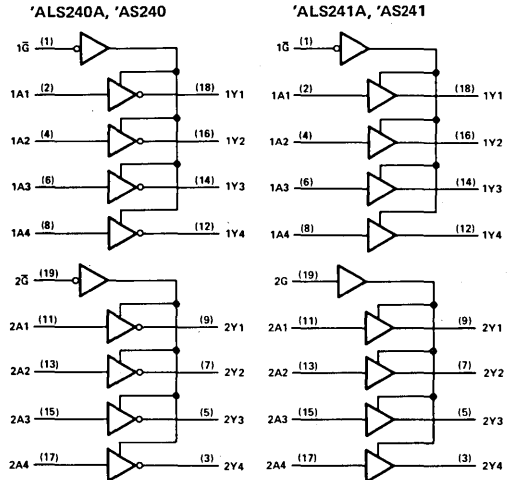 'ALS240A, 'AS240
1G̅ (1)
1A1 (2) (18) 1Y1
1A2 (4) (16) 1Y2
1A3 (6) (14) 1Y3
1A4 (8) (12) 1Y4
2G̅ (19)
2A1 (11) (9) 2Y1
2A2 (13) (7) 2Y2
2A3 (15) (5) 2Y3
2A4 (17) (3) 2Y4
'ALS241A, 'AS241
1G̅ (1)
1A1 (2) (18) 1Y1
1A2 (4) (16) 1Y2
1A3 (6) (14) 1Y3
1A4 (8) (12) 1Y4
2G (19)
2A1 (11) (9) 2Y1
2A2 (13) (7) 2Y2
2A3 (15) (5) 2Y3
2A4 (17) (3) 2Y4